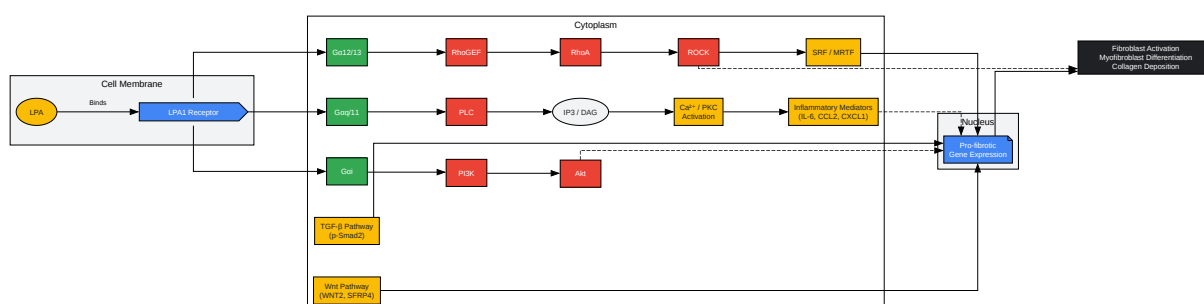 Cytoplasm
Gα12/13
RhoGEF
RhoA
ROCK
SRF / MRTF
Fibroblast Activation
Myofibroblast Differentiation
Collagen Deposition
Cell Membrane
LPA
Binds
LPA1 Receptor
Gαq/11
PLC
IP3 / DAG
Ca²⁺ / PKC
Activation
Inflammatory Mediators
(IL-6, CCL2, CXCL1)
Nucleus
Pro-fibrotic
Gene Expression
Gαi
PI3K
Akt
TGF-β Pathway
(p-Smad2)
Wnt Pathway
(WNT2, SFRP4)